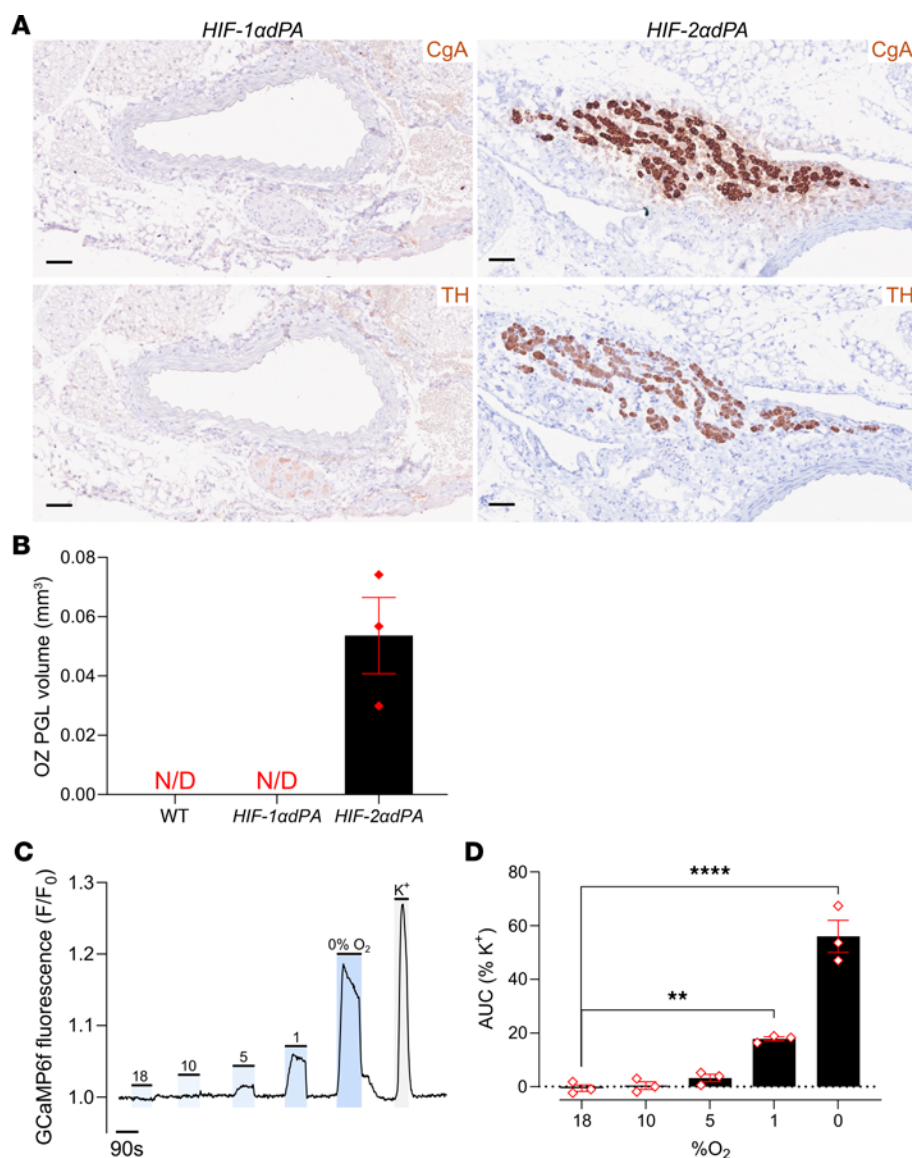 A
HIF-1αdPA
HIF-2αdPA
CgA
CgA
TH
TH
B
OZ PGL volume (mm³)
0.08
0.06
0.04
0.02
0.00
N/D
N/D
WT
HIF-1αdPA
HIF-2αdPA
C
GCaMP6f fluorescence (F/F₀)
1.3
1.2
1.1
1.0
18
10
5
1
0% O₂
K⁺
90s
D
AUC (% K⁺)
80
60
40
20
0
****
**
18
10
5
1
0
%O₂